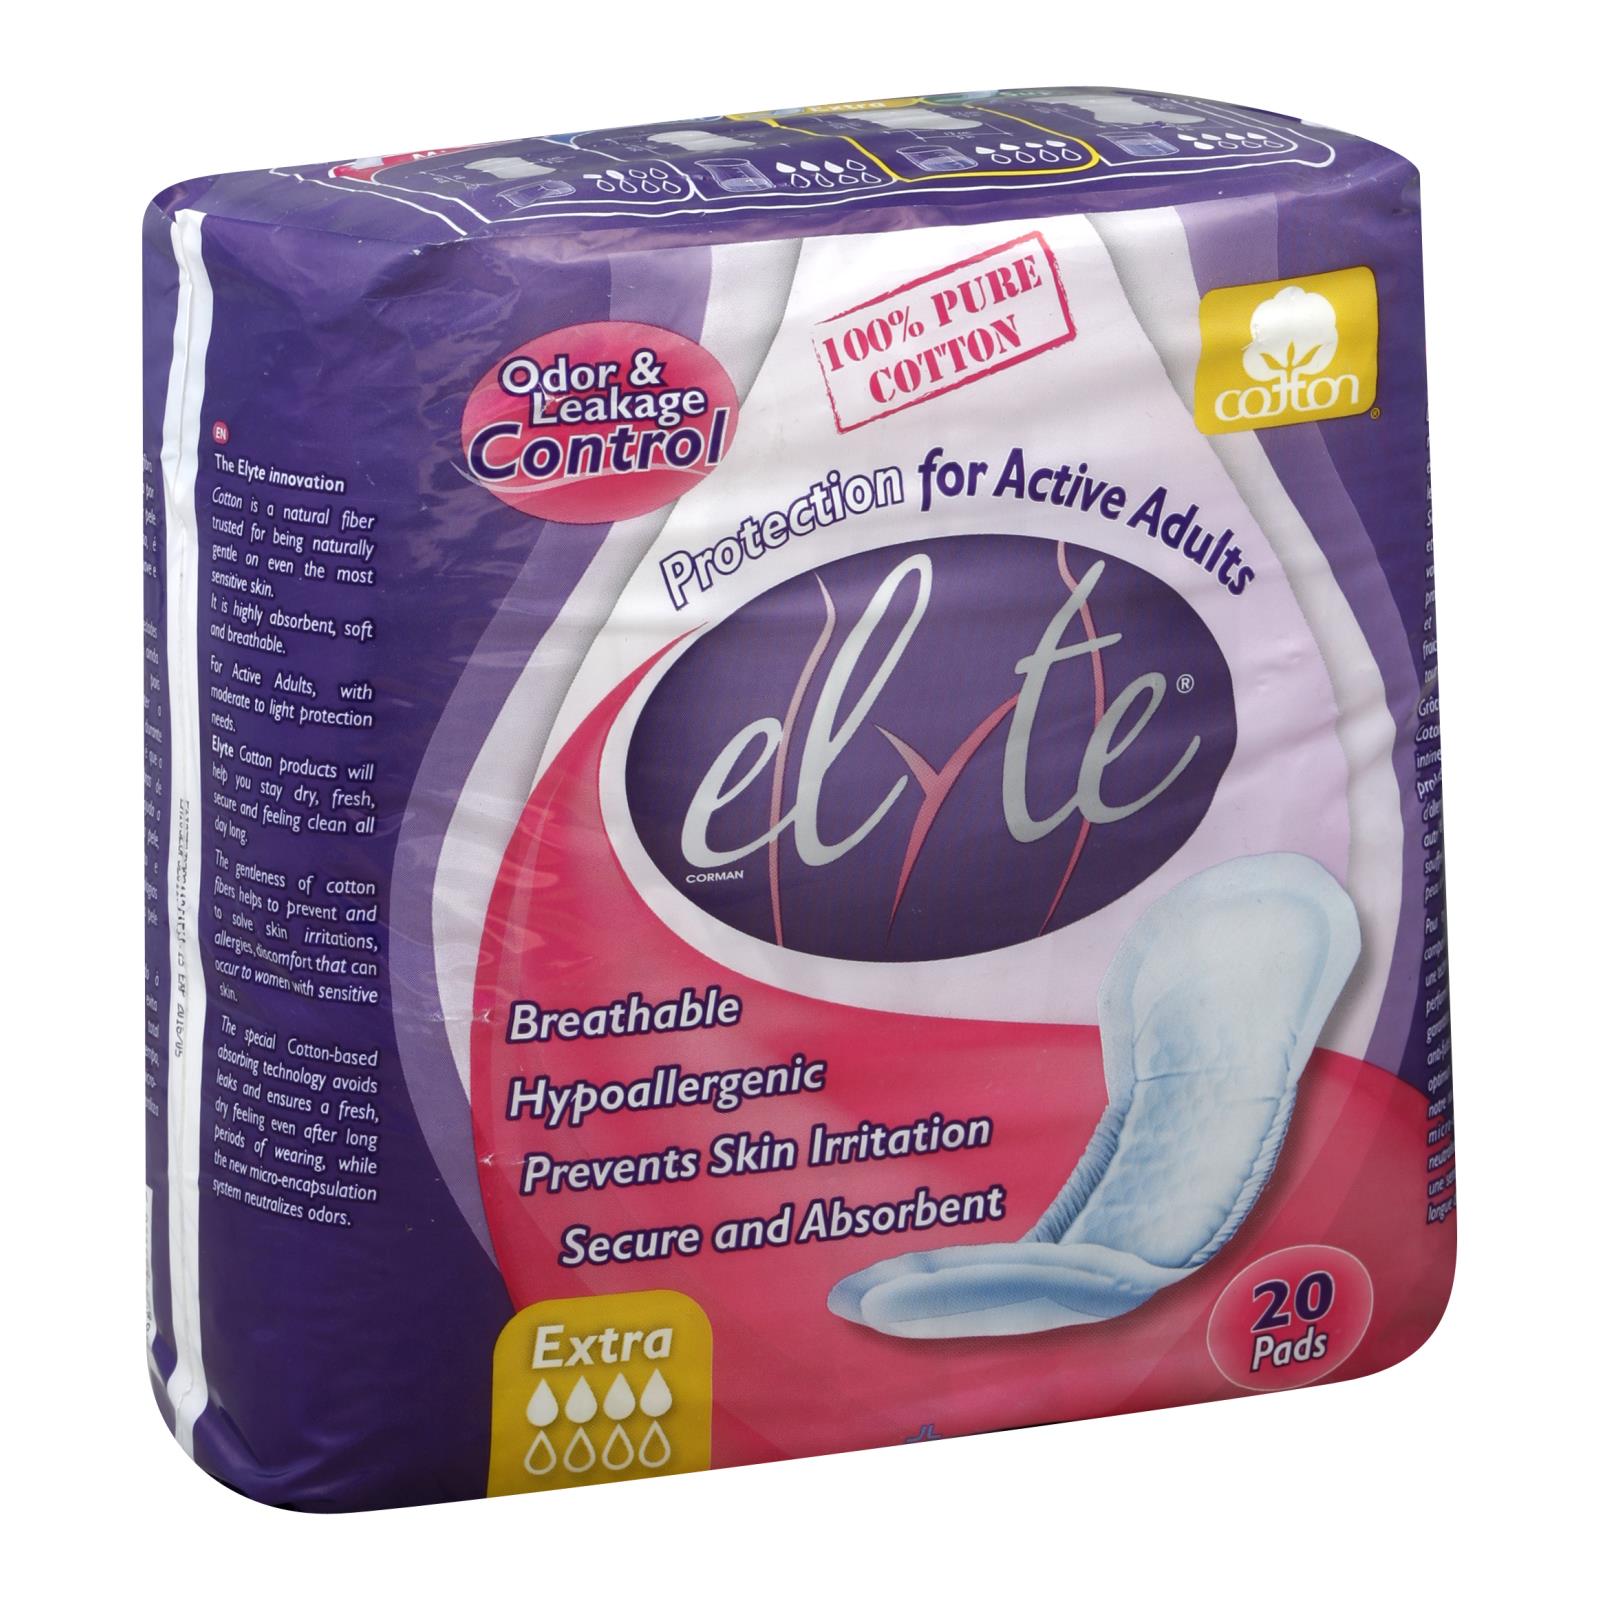 Extra
Odor &
Leakage
Control
100% PURE
COTTON
cotton®
Protection for Active Adults
elyte®
CORMAN
Breathable
Hypoallergenic
Prevents Skin Irritation
Secure and Absorbent
Extra
20
Pads
EN
The Elyte innovation
Cotton is a natural fiber
trusted for being naturally
gentle on even the most
sensitive skin.
It is highly absorbent, soft
and breathable.
For Active Adults, with
moderate to light protection
needs.
Elyte Cotton products will
help you stay dry, fresh,
secure and feeling clean all
day long.
The gentleness of cotton
fibers helps to prevent and
to solve skin irritations,
allergies, discomfort that can
occur to women with sensitive
skin.
The special Cotton-based
absorbing technology avoids
leaks and ensures a fresh,
dry feeling even after long
periods of wearing, while
the new micro-encapsulation
system neutralizes odors.